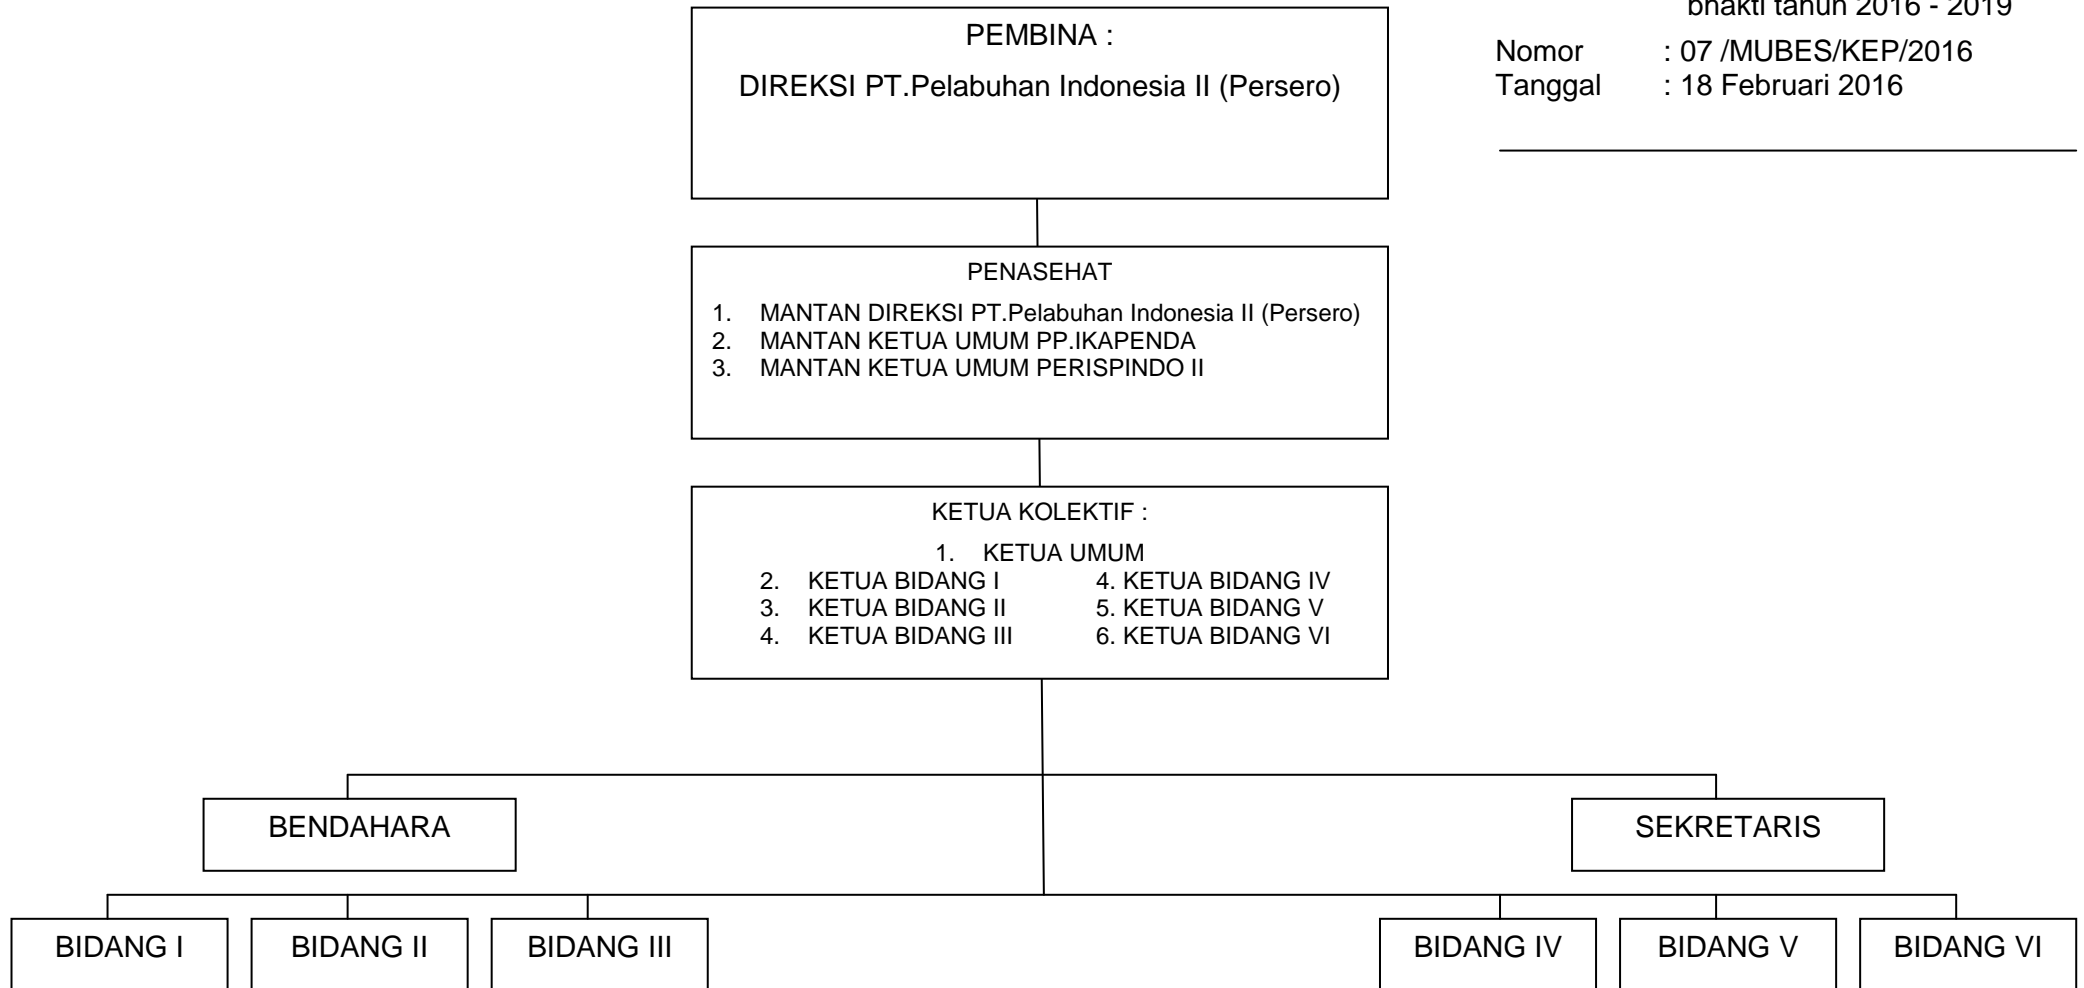 bhakti tahun 2016 - 2019
Nomor : 07 /MUBES/KEP/2016
Tanggal : 18 Februari 2016
PEMBINA :
DIREKSI PT.Pelabuhan Indonesia II (Persero)
PENASEHAT
1. MANTAN DIREKSI PT.Pelabuhan Indonesia II (Persero)
2. MANTAN KETUA UMUM PP.IKAPENDA
3. MANTAN KETUA UMUM PERISPINDO II
KETUA KOLEKTIF :
1. KETUA UMUM
2. KETUA BIDANG I 4. KETUA BIDANG IV
3. KETUA BIDANG II 5. KETUA BIDANG V
4. KETUA BIDANG III 6. KETUA BIDANG VI
BENDAHARA SEKRETARIS
BIDANG I BIDANG II BIDANG III BIDANG IV BIDANG V BIDANG VI